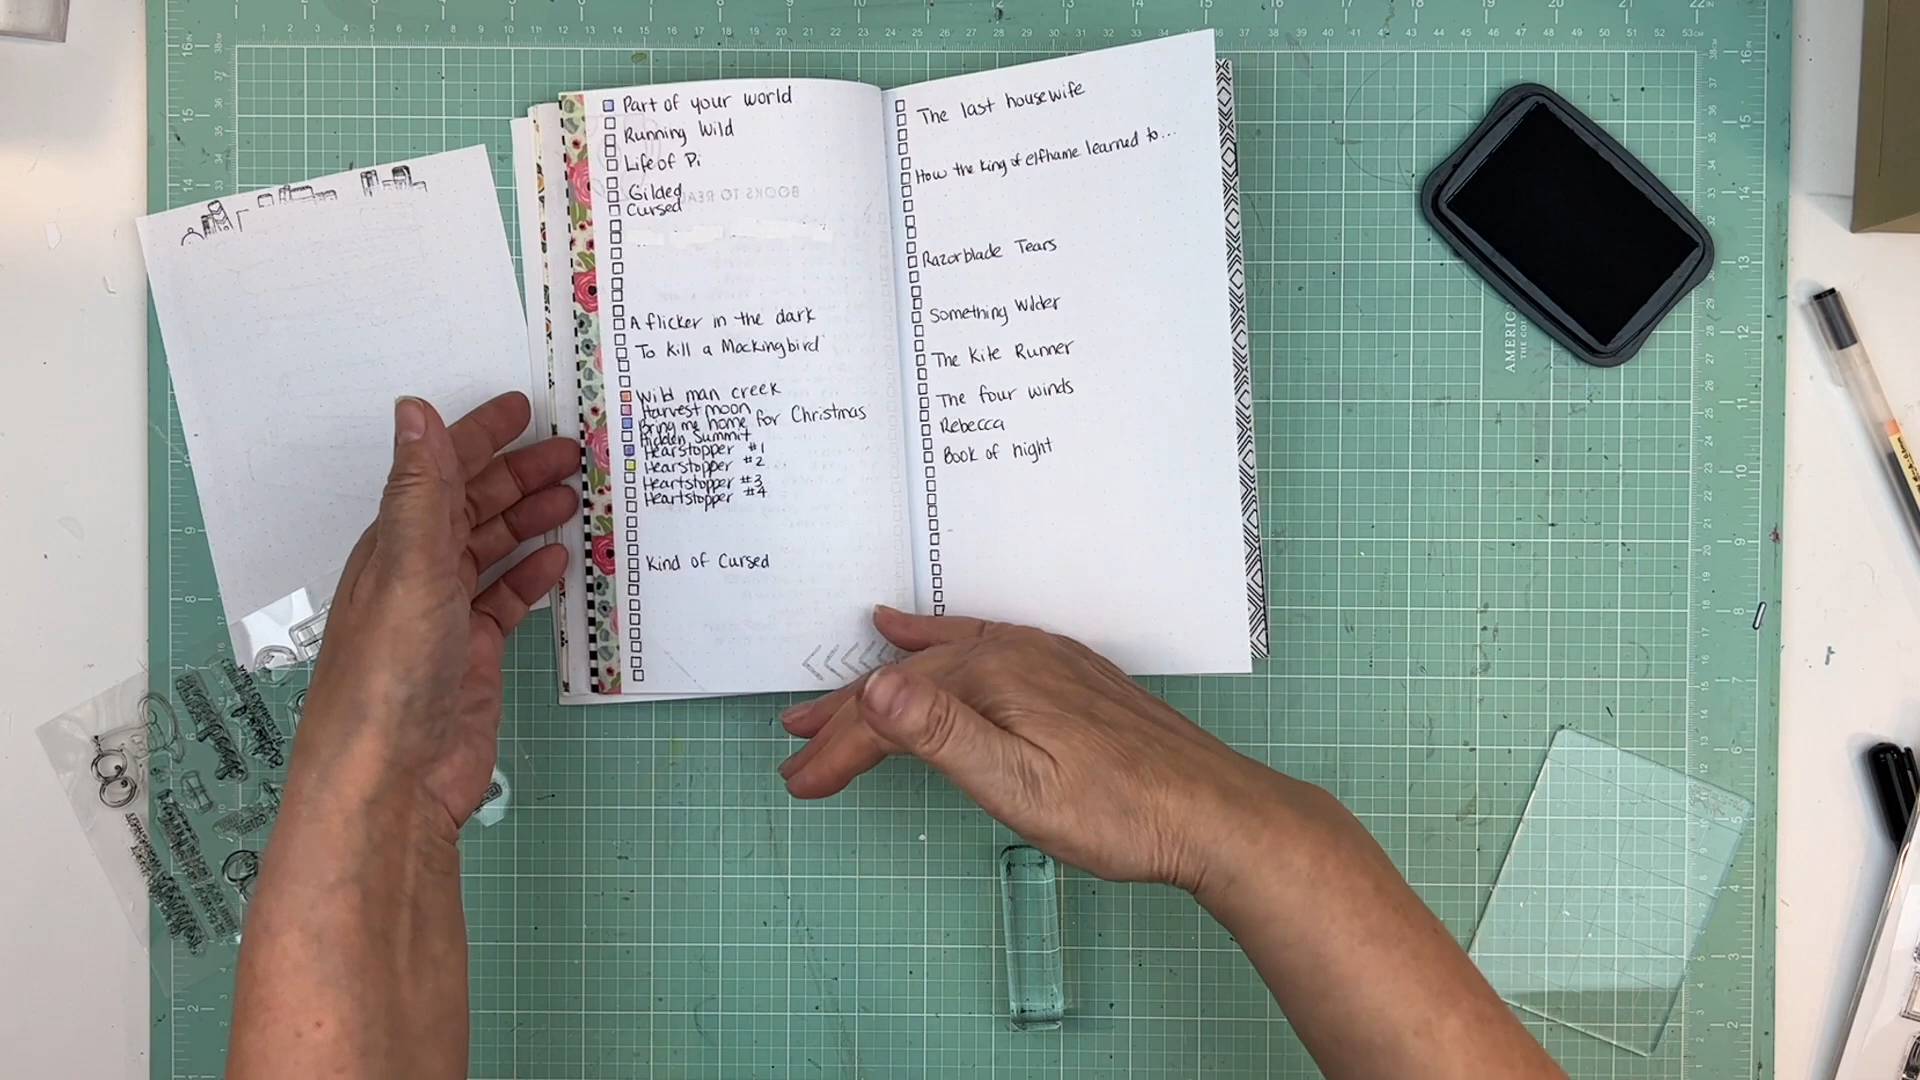 Part of your world
Running Wild
Life of Pi
Gilded
Cursed
BOOKS TO READ
A flicker in the dark
To kill a Mockingbird
Wild man creek
Harvest moon
Bring me home for Christmas
Hidden Summit
Hearstopper #1
Hearstopper #2
Heartstopper #3
Heartstopper #4
Kind of Cursed
The last housewife
How the king of elfhame learned to...
Razorblade Tears
Something Wilder
The Kite Runner
The four winds
Rebecca
Book of night